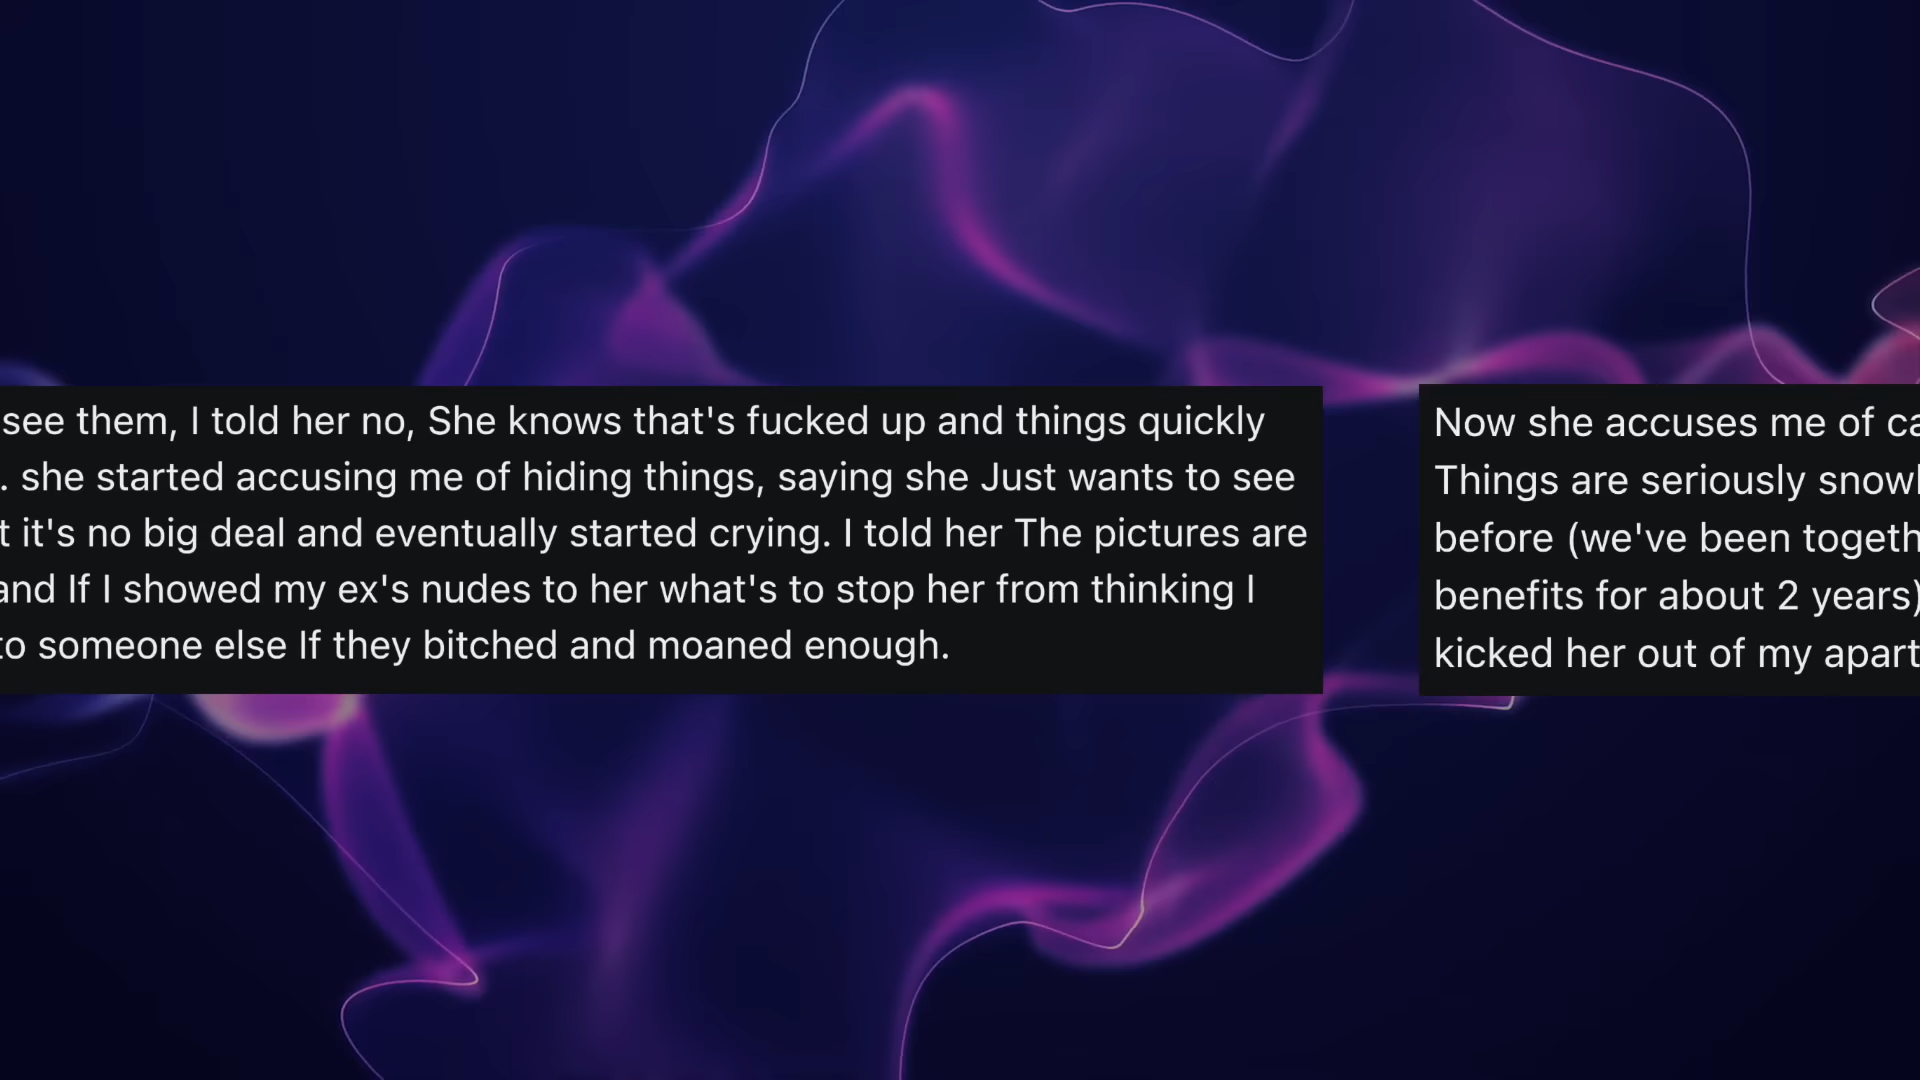 see them, I told her no, She knows that's fucked up and things quickly
. she started accusing me of hiding things, saying she Just wants to see
it's no big deal and eventually started crying. I told her The pictures are
and If I showed my ex's nudes to her what's to stop her from thinking I
to someone else If they bitched and moaned enough.
Now she accuses me of
Things are seriously
before (we've been
benefits for about 2 years)
kicked her out of my